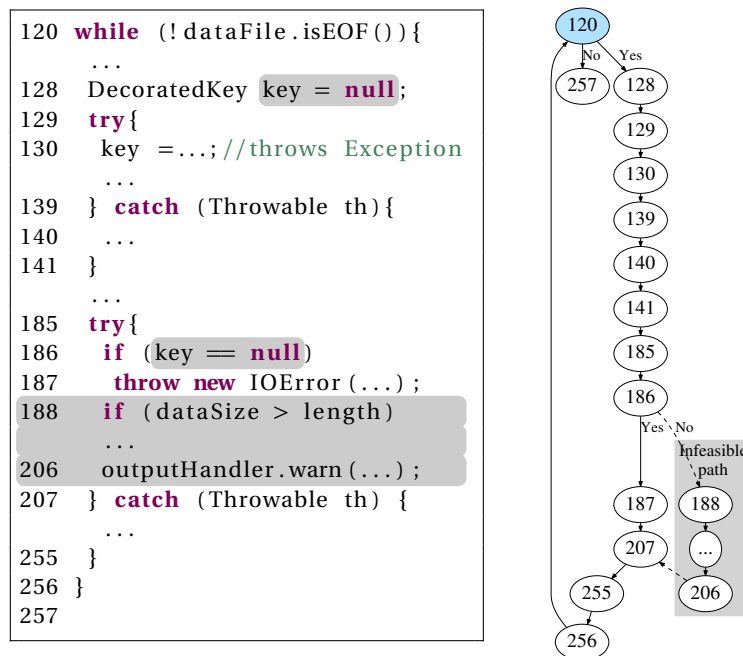 120 while (!dataFile.isEOF()){
...
128 DecoratedKey key = null;
129 try{
130 key =...;//throws Exception
...
139 } catch (Throwable th){
140 ...
141 }
...
185 try{
186 if (key == null)
187 throw new IOError(...);
188 if (dataSize > length)
...
206 outputHandler.warn(...);
207 } catch (Throwable th) {
...
255 }
256 }
257
120
No Yes
257 128
129
130
139
140
141
185
186
Yes No
Infeasible
path
187 188
207 ...
255 206
256